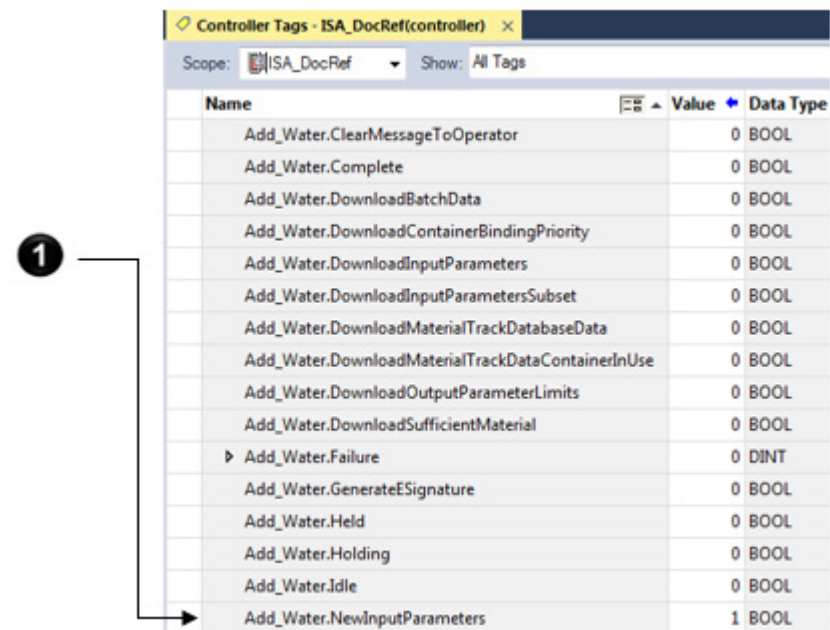 Controller Tags - ISA_DocRef(controller) ×
Scope: ISA_DocRef Show: All Tags
Name Value Data Type
Add_Water.ClearMessageToOperator 0 BOOL
Add_Water.Complete 0 BOOL
Add_Water.DownloadBatchData 0 BOOL
Add_Water.DownloadContainerBindingPriority 0 BOOL
Add_Water.DownloadInputParameters 0 BOOL
Add_Water.DownloadInputParametersSubset 0 BOOL
Add_Water.DownloadMaterialTrackDatabaseData 0 BOOL
Add_Water.DownloadMaterialTrackDataContainerInUse 0 BOOL
Add_Water.DownloadOutputParameterLimits 0 BOOL
Add_Water.DownloadSufficientMaterial 0 BOOL
Add_Water.Failure 0 DINT
Add_Water.GenerateESignature 0 BOOL
Add_Water.Held 0 BOOL
Add_Water.Holding 0 BOOL
Add_Water.Idle 0 BOOL
1 Add_Water.NewInputParameters 1 BOOL